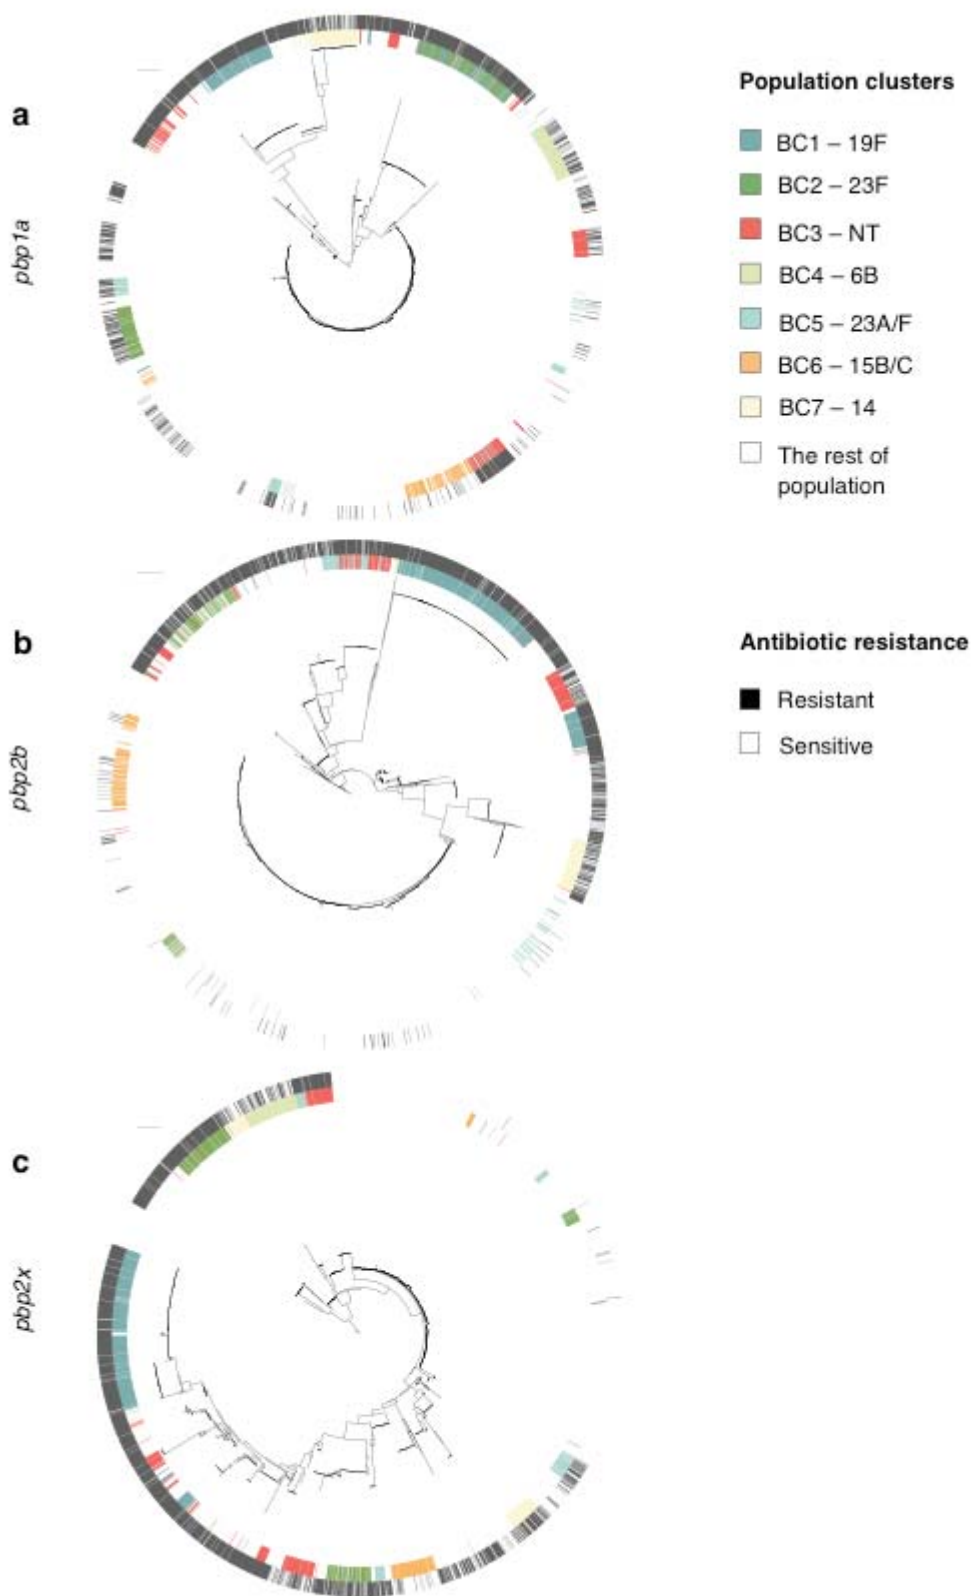 a
pbp1a
Population clusters
BC1 – 19F
BC2 – 23F
BC3 – NT
BC4 – 6B
BC5 – 23A/F
BC6 – 15B/C
BC7 – 14
The rest of
population
b
pbp2b
Antibiotic resistance
Resistant
Sensitive
c
pbp2x